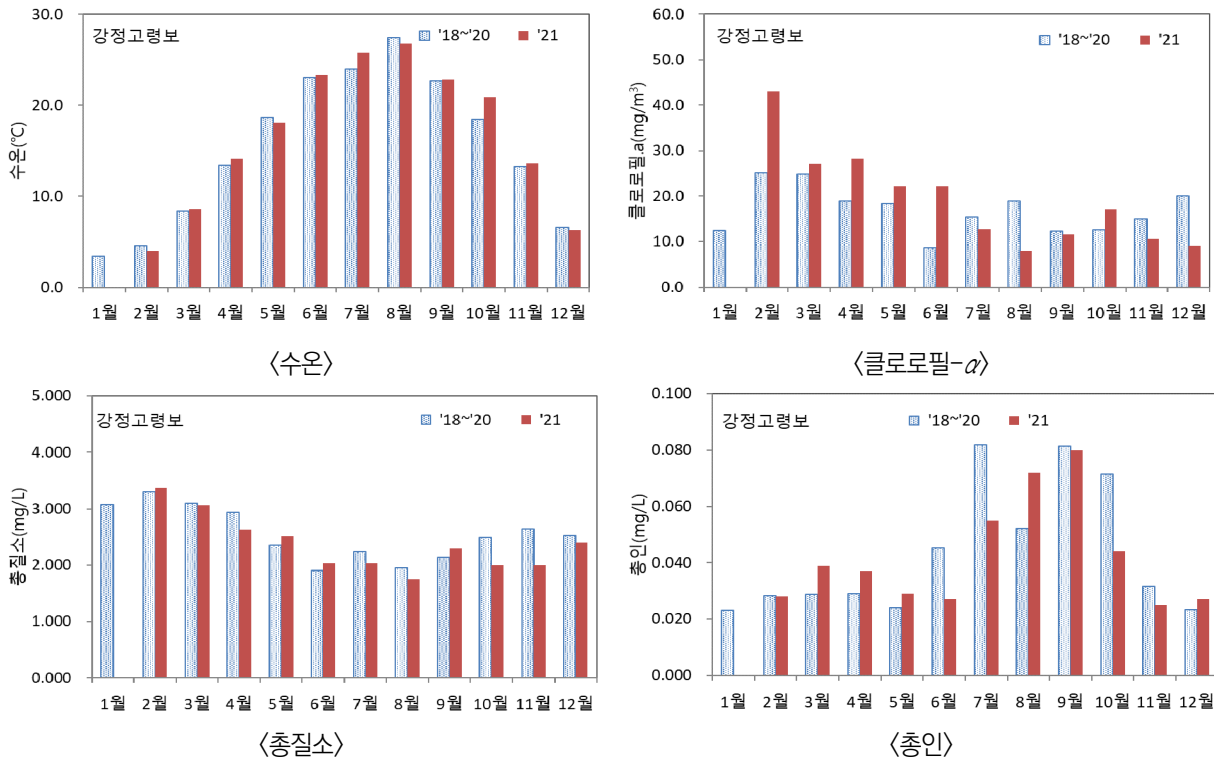 강정고령보
'18~'20 '21
30.0
20.0
10.0
0.0
수온(℃)
1월 2월 3월 4월 5월 6월 7월 8월 9월 10월 11월 12월
〈수온〉
강정고령보
'18~'20 '21
60.0
50.0
40.0
30.0
20.0
10.0
0.0
클로로필.a(mg/m³)
1월 2월 3월 4월 5월 6월 7월 8월 9월 10월 11월 12월
〈클로로필-α〉
강정고령보
'18~'20 '21
5.000
4.000
3.000
2.000
1.000
0.000
총질소(mg/L)
1월 2월 3월 4월 5월 6월 7월 8월 9월 10월 11월 12월
〈총질소〉
강정고령보
'18~'20 '21
0.100
0.080
0.060
0.040
0.020
0.000
총인(mg/L)
1월 2월 3월 4월 5월 6월 7월 8월 9월 10월 11월 12월
〈총인〉